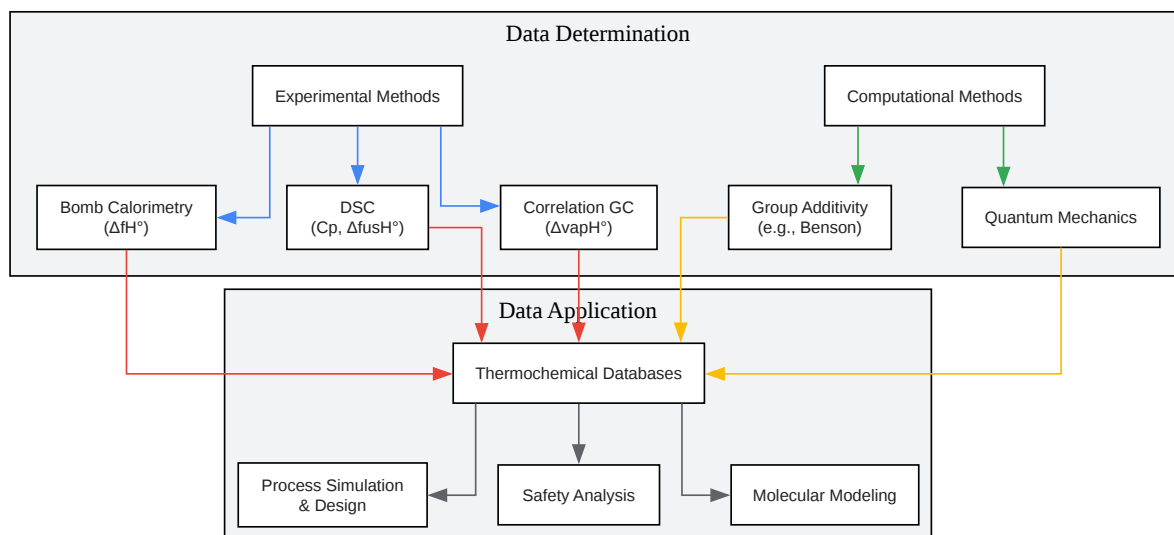 Data Determination
Experimental Methods
Computational Methods
Bomb Calorimetry
(ΔfH°)
DSC
(Cp, ΔfusH°)
Correlation GC
(ΔvapH°)
Group Additivity
(e.g., Benson)
Quantum Mechanics
Data Application
Thermochemical Databases
Process Simulation
& Design
Safety Analysis
Molecular Modeling